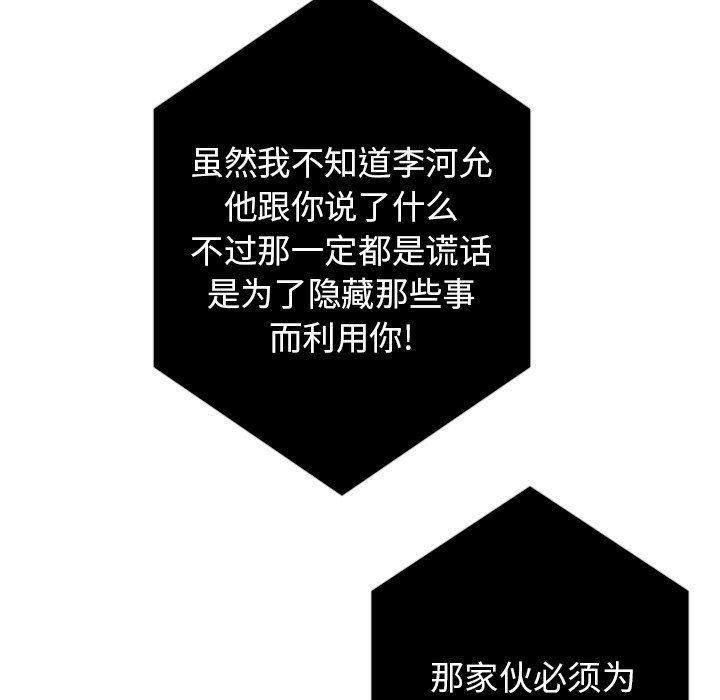 虽然我不知道李河允
他跟你说了什么
不过那一定都是谎话
是为了隐藏那些事
而利用你!
那家伙必须为